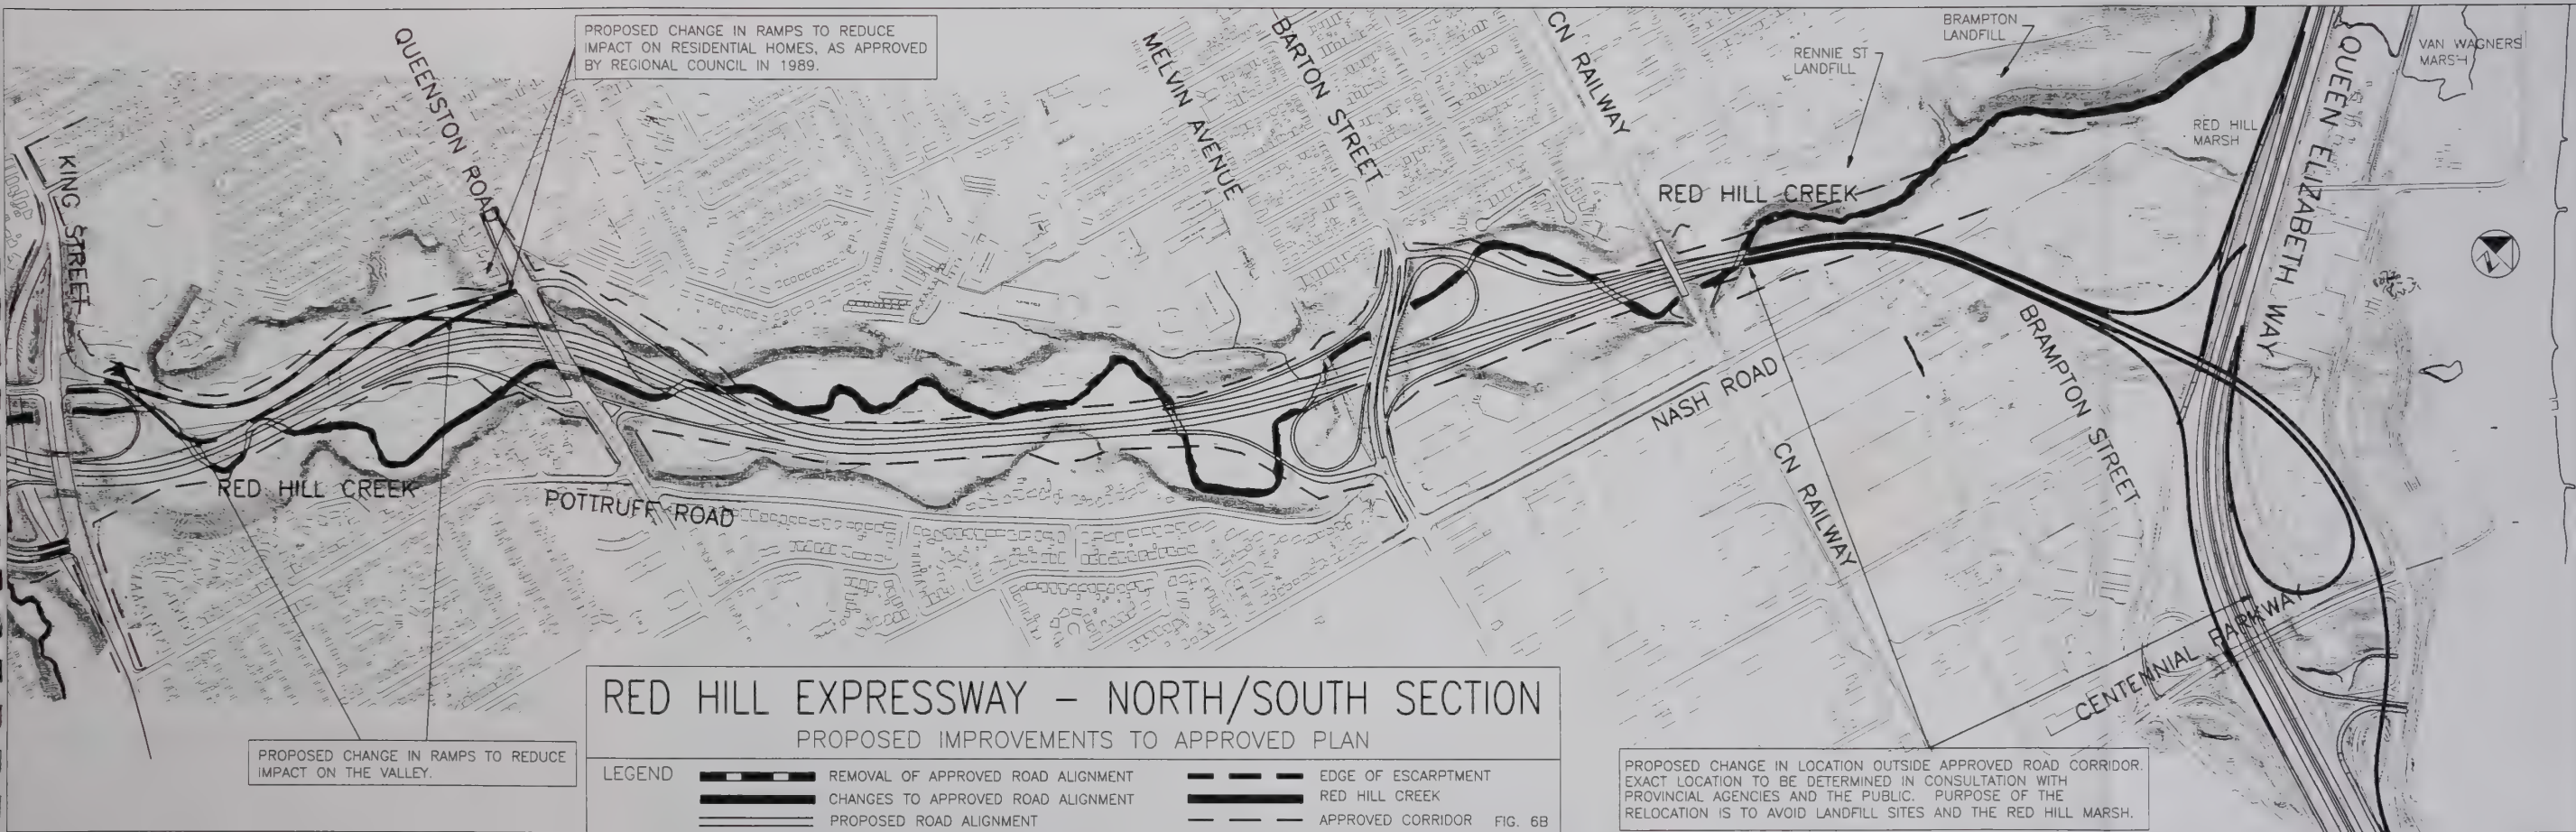 PROPOSED CHANGE IN RAMPS TO REDUCE
IMPACT ON RESIDENTIAL HOMES, AS APPROVED
BY REGIONAL COUNCIL IN 1989.
QUEENSTON ROAD
MELVIN AVENUE
BARTON STREET
CN RAILWAY
BRAMPTON
LANDFILL
RENNIE ST
LANDFILL
VAN WAGNERS
MARSH
QUEEN ELIZABETH WAY
RED HILL
MARSH
KING STREET
RED HILL CREEK
BRAMPTON STREET
NASH ROAD
CN RAILWAY
RED HILL CREEK
POTTRUFF ROAD
CENTENNIAL PARKWAY
RED HILL EXPRESSWAY – NORTH/SOUTH SECTION
PROPOSED IMPROVEMENTS TO APPROVED PLAN
PROPOSED CHANGE IN RAMPS TO REDUCE
IMPACT ON THE VALLEY.
LEGEND
REMOVAL OF APPROVED ROAD ALIGNMENT
CHANGES TO APPROVED ROAD ALIGNMENT
PROPOSED ROAD ALIGNMENT
EDGE OF ESCARPTMENT
RED HILL CREEK
APPROVED CORRIDOR
FIG. 6B
PROPOSED CHANGE IN LOCATION OUTSIDE APPROVED ROAD CORRIDOR.
EXACT LOCATION TO BE DETERMINED IN CONSULTATION WITH
PROVINCIAL AGENCIES AND THE PUBLIC. PURPOSE OF THE
RELOCATION IS TO AVOID LANDFILL SITES AND THE RED HILL MARSH.